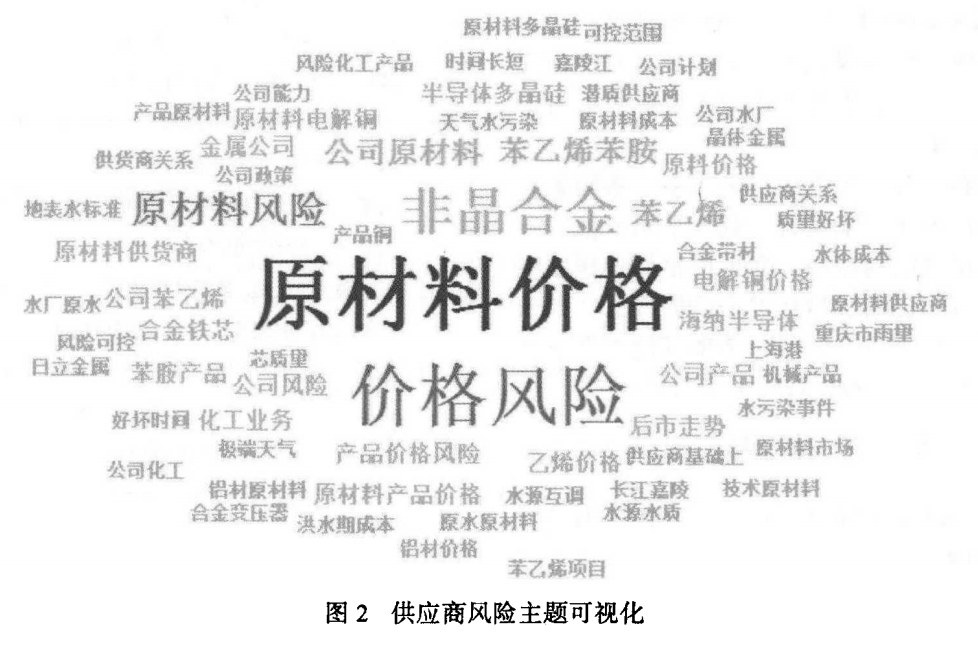 原材料多晶硅 可控范围
风险化工产品 时间长短 嘉陵江 公司计划
公司能力 半导体多晶硅 潜质供应商
产品原材料 原材料电解铜 天气水污染 原材料成本 公司水厂
晶体金属
供货商关系 金属公司 公司原材料 苯乙烯苯胺 原料价格
公司政策
地表水标准 原材料风险 非晶合金 苯乙烯 供应商关系
质量好坏
产品铜
原材料供货商 合金带材 水体成本
原材料价格 电解铜价格
水厂原水 公司苯乙烯 原材料供应商
风险可控 合金铁芯 海纳半导体 重庆市雨量
上海港
芯质量
日立金属 苯胺产品 公司风险 价格风险 公司产品 机械产品
好坏时间 化工业务 后市走势 水污染事件
极端天气 产品价格风险 乙烯价格 供应商基础上 原材料市场
公司化工
铝材原材料 原材料产品价格 水源互调 长江嘉陵 技术原材料
合金变压器 洪水期成本 原水原材料 水源水质
铝材价格
苯乙烯项目
图 2 供应商风险主题可视化